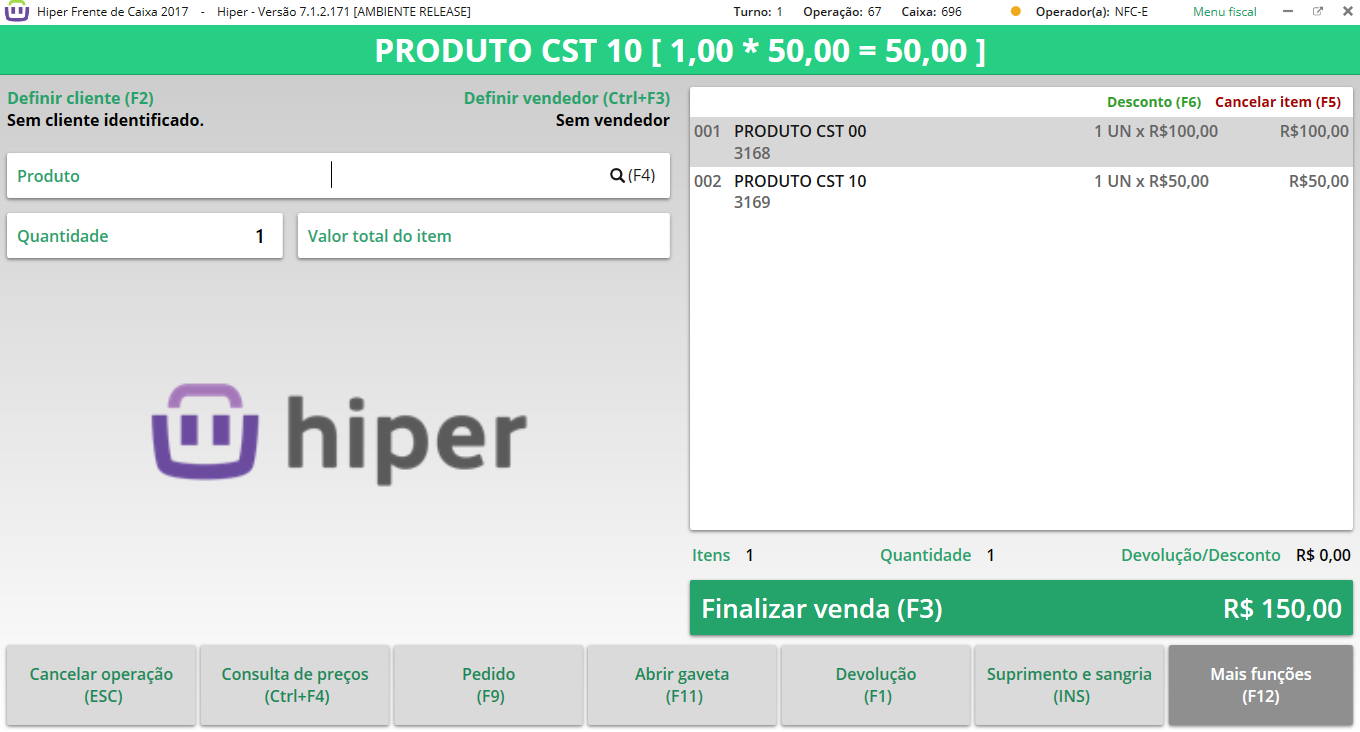 Hiper Frente de Caixa 2017 - Hiper - Versão 7.1.2.171 [AMBIENTE RELEASE] Turno: 1 Operação: 67 Caixa: 696 Operador(a): NFC-E Menu fiscal
PRODUTO CST 10 [ 1,00 * 50,00 = 50,00 ]
Definir cliente (F2) Definir vendedor (Ctrl+F3)
Sem cliente identificado. Sem vendedor
Produto (F4)
Quantidade 1 Valor total do item
hiper
Desconto (F6) Cancelar item (F5)
001 PRODUTO CST 00 1 UN x R$100,00 R$100,00
3168
002 PRODUTO CST 10 1 UN x R$50,00 R$50,00
3169
Itens 1 Quantidade 1 Devolução/Desconto R$ 0,00
Finalizar venda (F3) R$ 150,00
Cancelar operação
(ESC)
Consulta de preços
(Ctrl+F4)
Pedido
(F9)
Abrir gaveta
(F11)
Devolução
(F1)
Suprimento e sangria
(INS)
Mais funções
(F12)